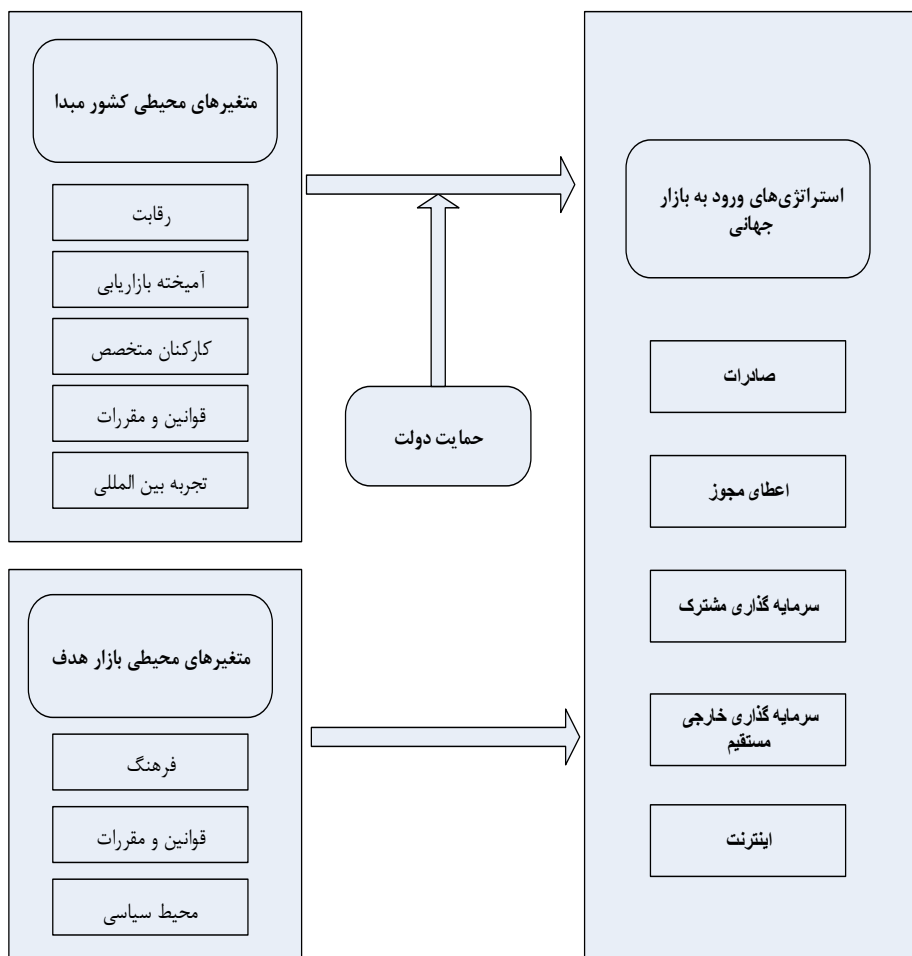 متغیرهای محیطی کشور مبدا
رقابت
آمیخته بازاریابی
کارکنان متخصص
قوانین و مقررات
تجربه بین المللی
حمایت دولت
متغیرهای محیطی بازار هدف
فرهنگ
قوانین و مقررات
محیط سیاسی
استراتژی‌های ورود به بازار
جهانی
صادرات
اعطای مجوز
سرمایه گذاری مشترک
سرمایه گذاری خارجی
مستقیم
اینترنت